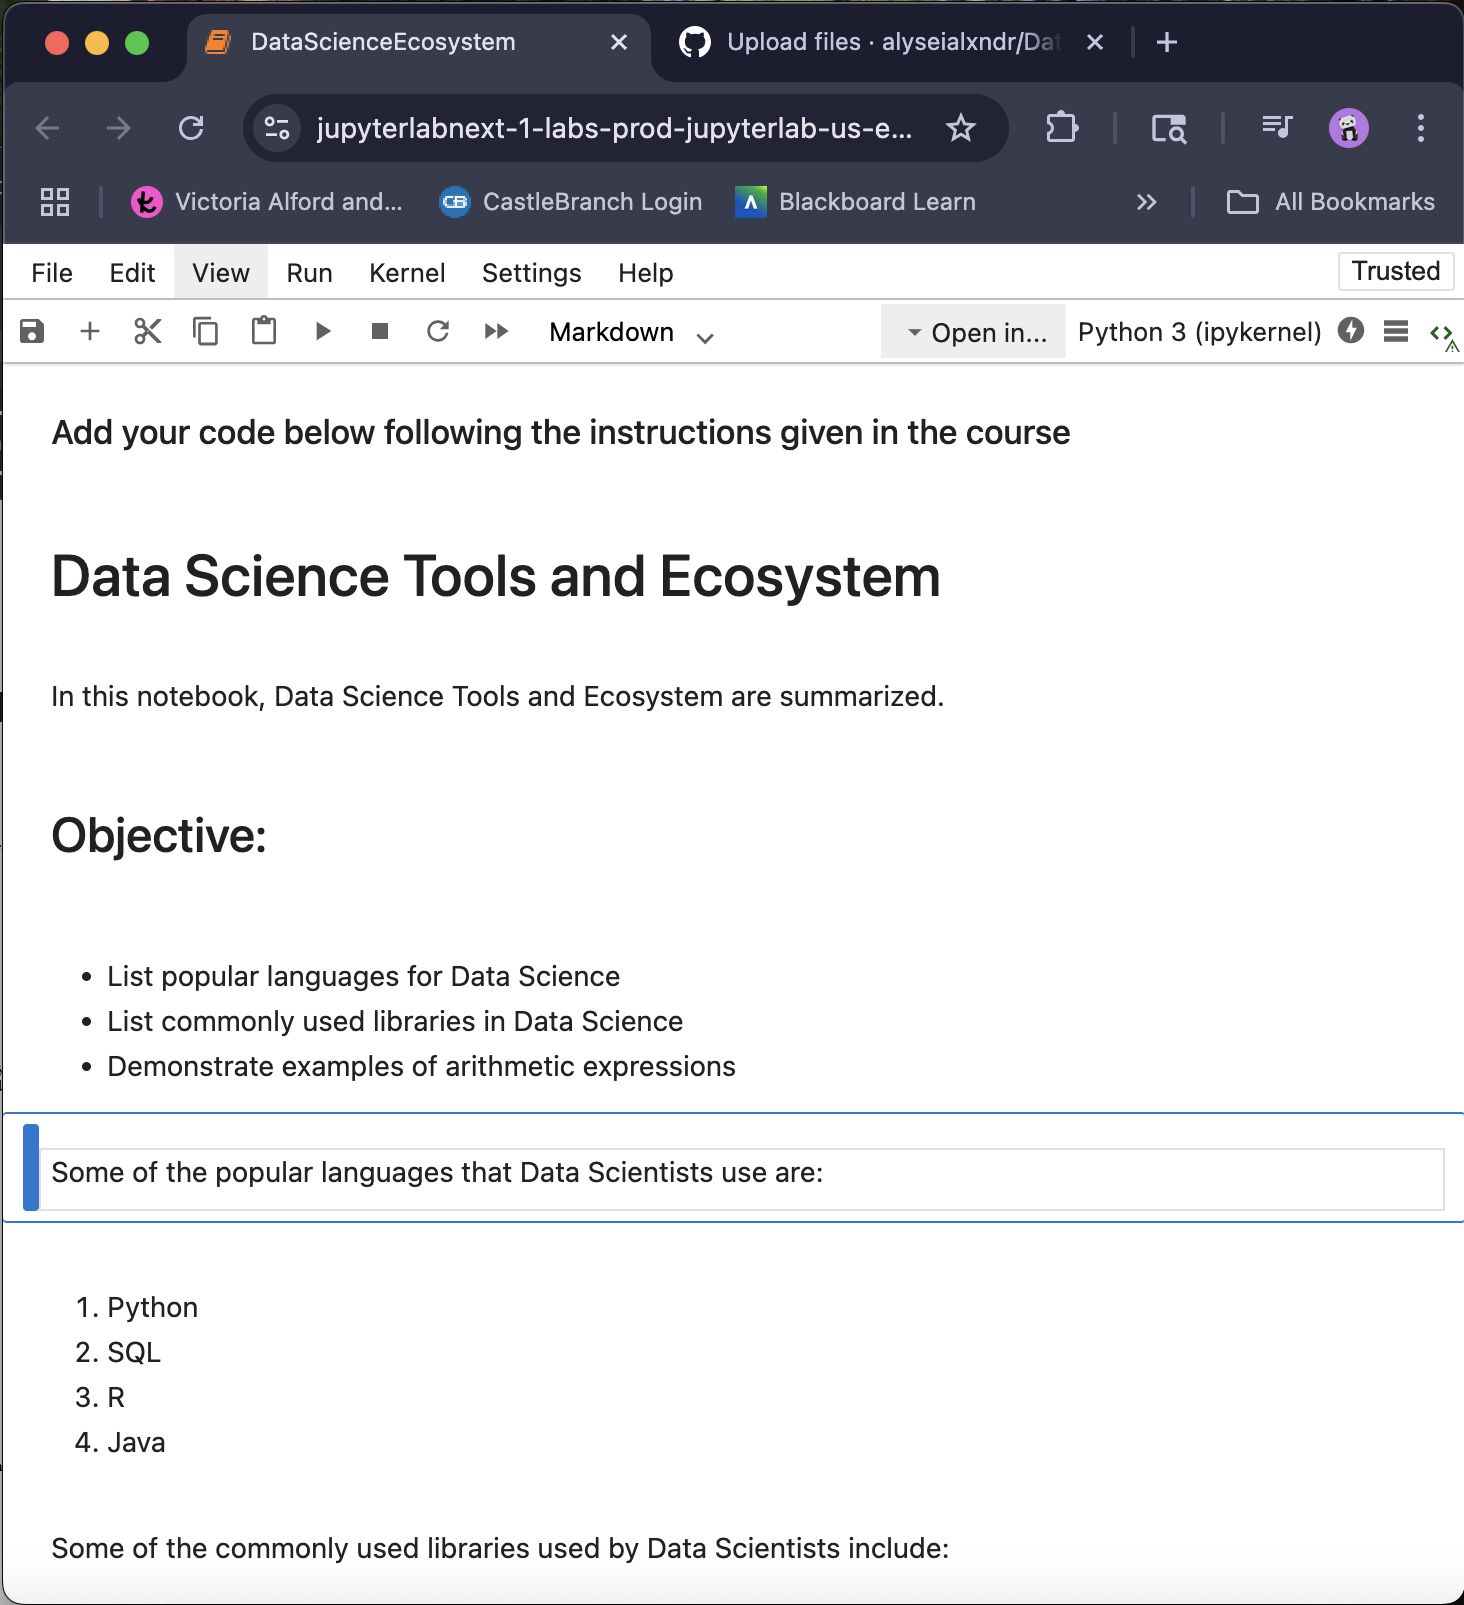 DataScienceEcosystem
Upload files · alyseialxndr/Dat
jupyterlabnext-1-labs-prod-jupyterlab-us-e...
Victoria Alford and...
CB
CastleBranch Login
Blackboard Learn
All Bookmarks
File Edit View Run Kernel Settings Help
Trusted
Markdown
Open in...
Python 3 (ipykernel)
Add your code below following the instructions given in the course
Data Science Tools and Ecosystem
In this notebook, Data Science Tools and Ecosystem are summarized.
Objective:
• List popular languages for Data Science
• List commonly used libraries in Data Science
• Demonstrate examples of arithmetic expressions
Some of the popular languages that Data Scientists use are:
1. Python
2. SQL
3. R
4. Java
Some of the commonly used libraries used by Data Scientists include: